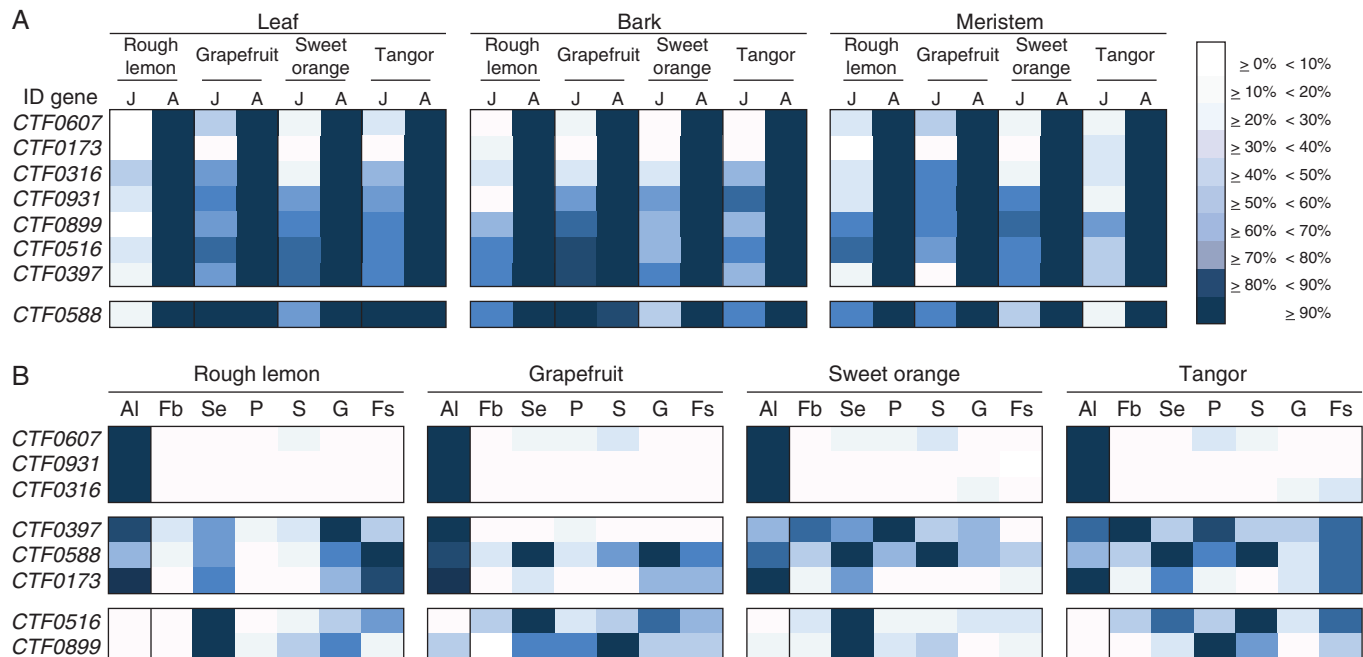 A
Leaf Bark Meristem
Rough lemon Grapefruit Sweet orange Tangor Rough lemon Grapefruit Sweet orange Tangor Rough lemon Grapefruit Sweet orange Tangor
ID gene J A J A J A J A J A J A J A J A J A J A J A J A
CTF0607
CTF0173
CTF0316
CTF0931
CTF0899
CTF0516
CTF0397
CTF0588
≥ 0% < 10%
≥ 10% < 20%
≥ 20% < 30%
≥ 30% < 40%
≥ 40% < 50%
≥ 50% < 60%
≥ 60% < 70%
≥ 70% < 80%
≥ 80% < 90%
≥ 90%
B
Rough lemon Grapefruit Sweet orange Tangor
Al Fb Se P S G Fs Al Fb Se P S G Fs Al Fb Se P S G Fs Al Fb Se P S G Fs
CTF0607
CTF0931
CTF0316
CTF0397
CTF0588
CTF0173
CTF0516
CTF0899